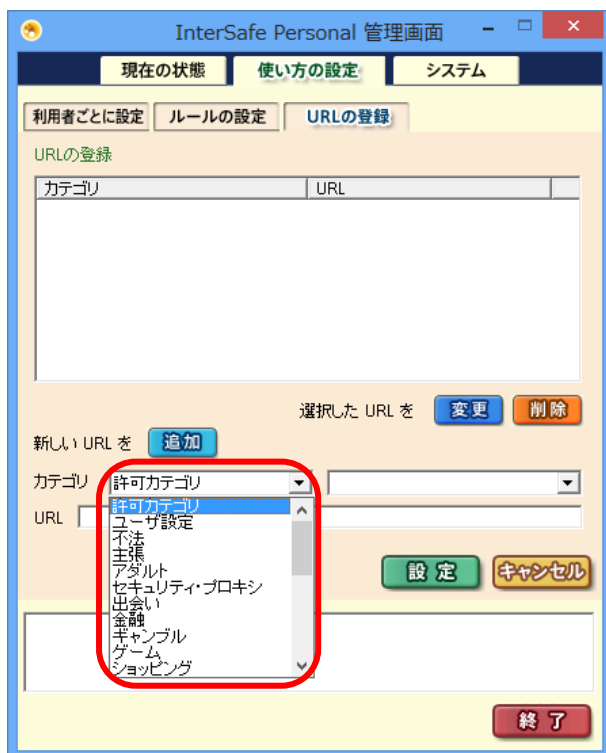 InterSafe Personal 管理画面
現在の状態 使い方の設定 システム
利用者ごとに設定 ルールの設定 URLの登録
URLの登録
カテゴリ URL
選択した URL を 変更 削除
新しい URL を 追加
カテゴリ 許可カテゴリ
URL
許可カテゴリ
ユーザ設定
不法
主張
アダルト
セキュリティ・プロキシ
出会い
金融
ギャンブル
ゲーム
ショッピング
設定 キャンセル
終了